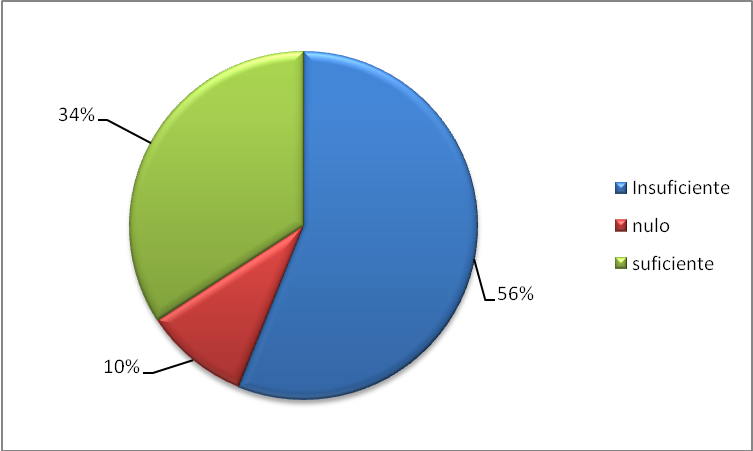 34%
Insuficiente
nulo
suficiente
56%
10%